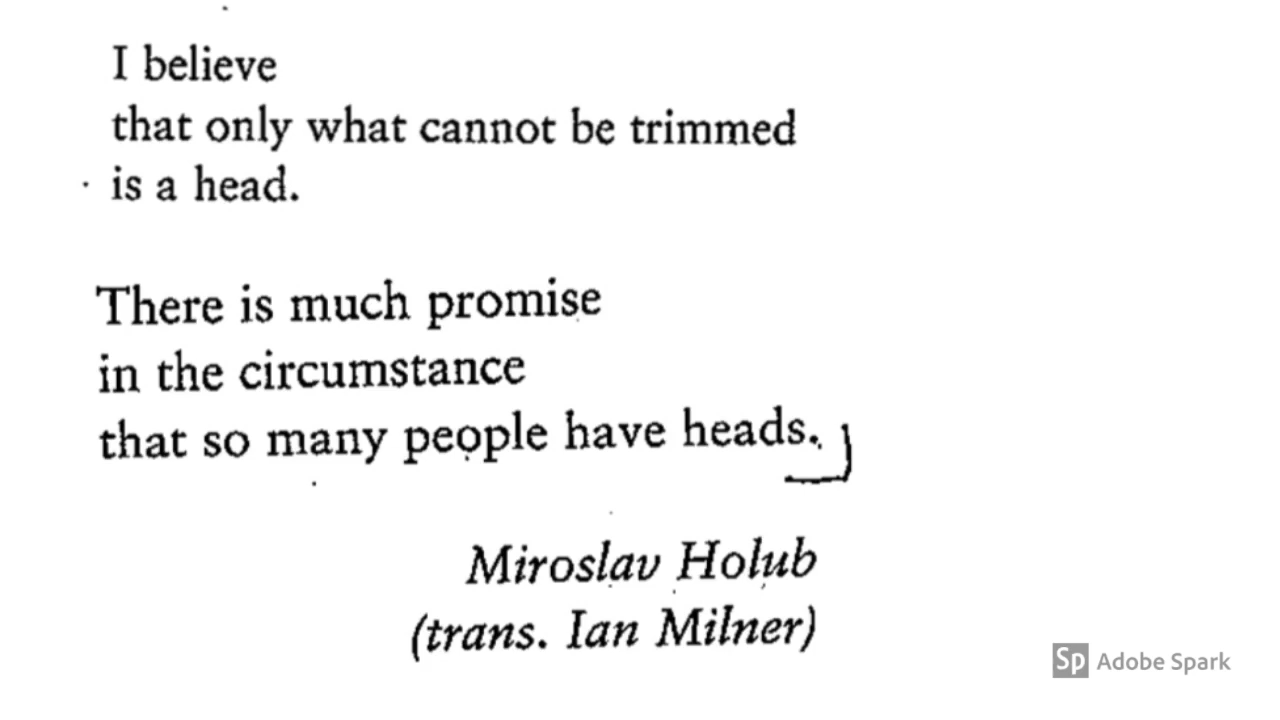 I believe
that only what cannot be trimmed
is a head.
There is much promise
in the circumstance
that so many people have heads.
Miroslav Holub
(trans. Ian Milner)
Sp Adobe Spark